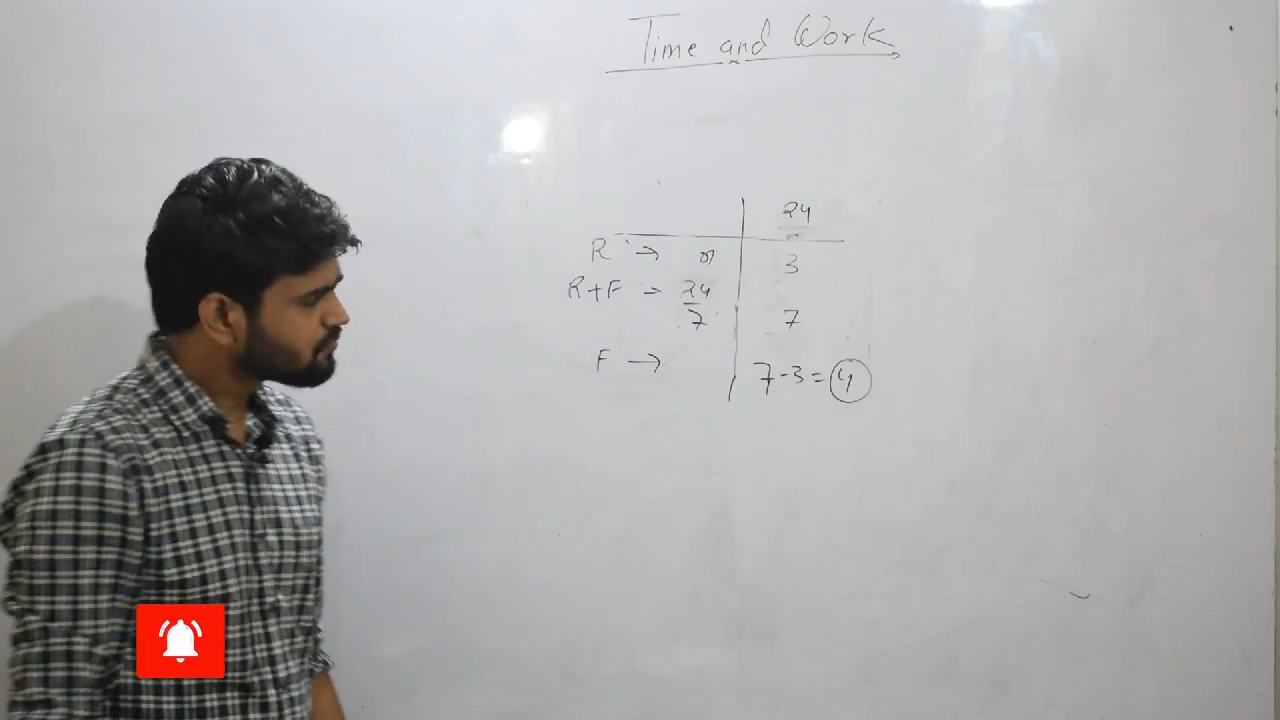 Time and Work
24
R → 8 3
R+F → 24/7 7
F → 7-3=4